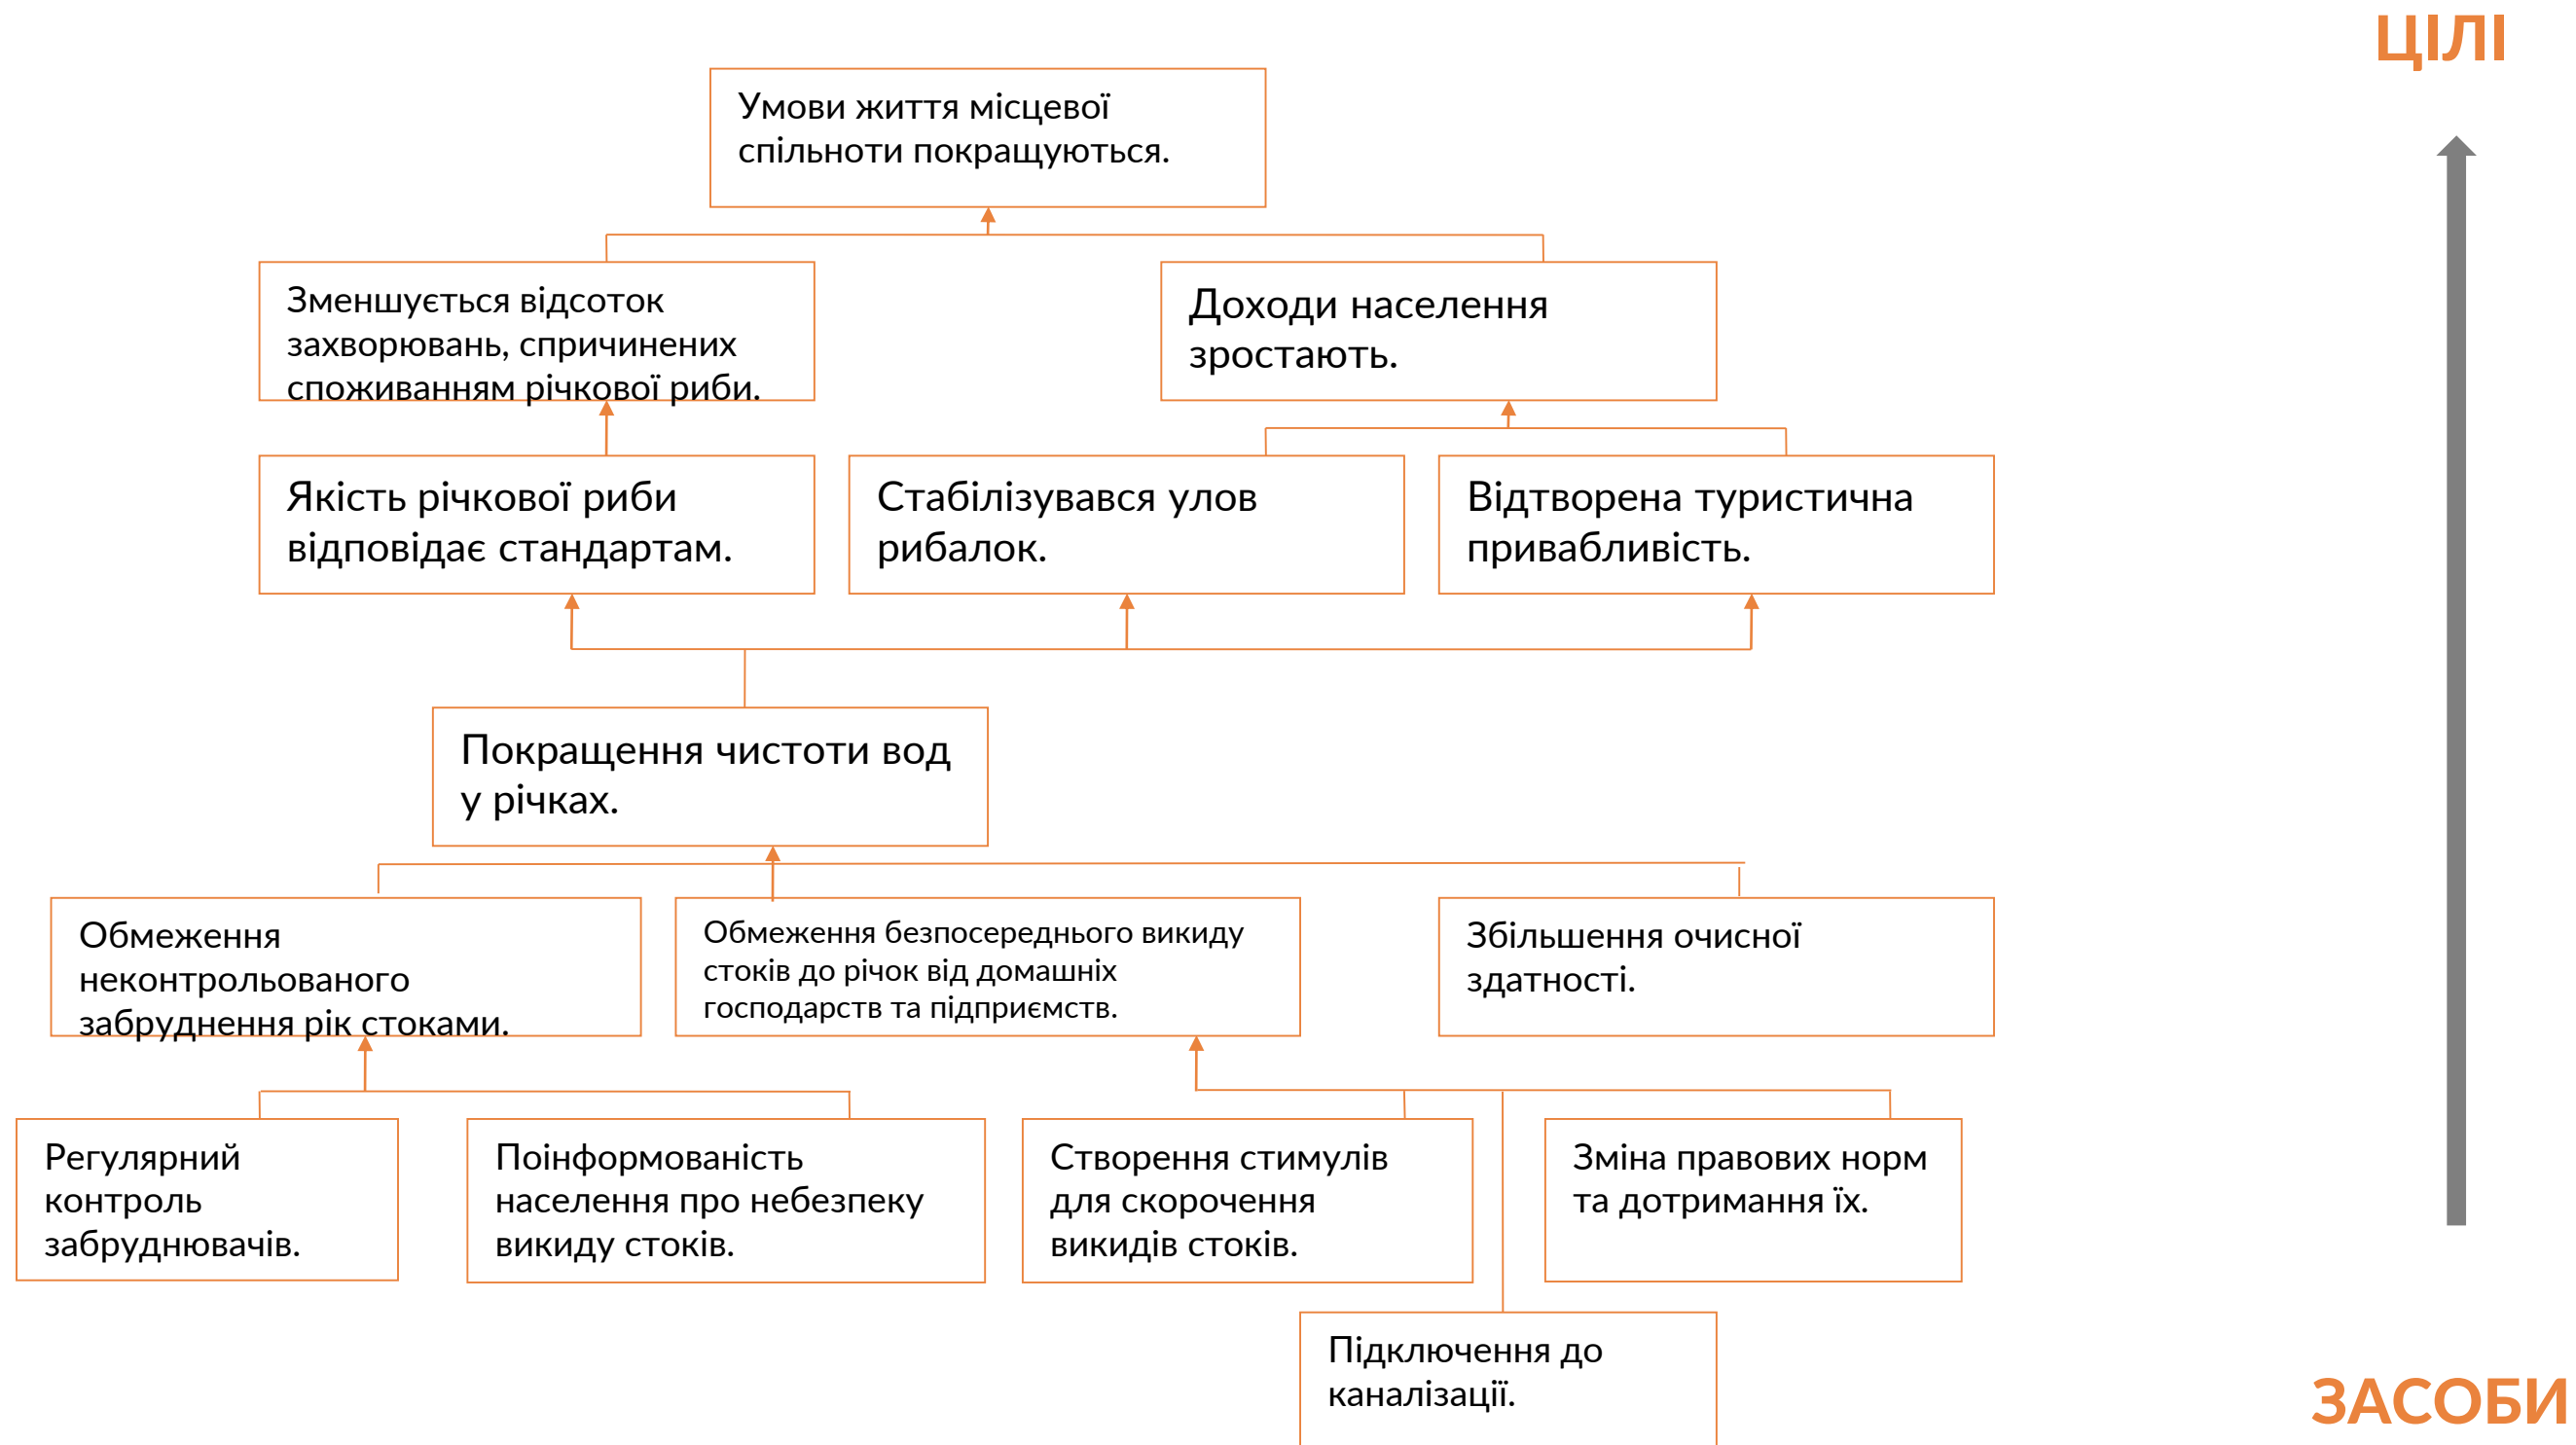 ЦІЛІ
Умови життя місцевої
спільноти покращуються.
Зменшується відсоток
захворювань, спричинених
споживанням річкової риби.
Доходи населення
зростають.
Якість річкової риби
відповідає стандартам.
Стабілізувався улов
рибалок.
Відтворена туристична
привабливість.
Покращення чистоти вод
у річках.
Обмеження
неконтрольованого
забруднення рік стоками.
Обмеження безпосереднього викиду
стоків до річок від домашніх
господарств та підприємств.
Збільшення очисної
здатності.
Регулярний
контроль
забруднювачів.
Поінформованість
населення про небезпеку
викиду стоків.
Створення стимулів
для скорочення
викидів стоків.
Зміна правових норм
та дотримання їх.
Підключення до
каналізації.
ЗАСОБИ